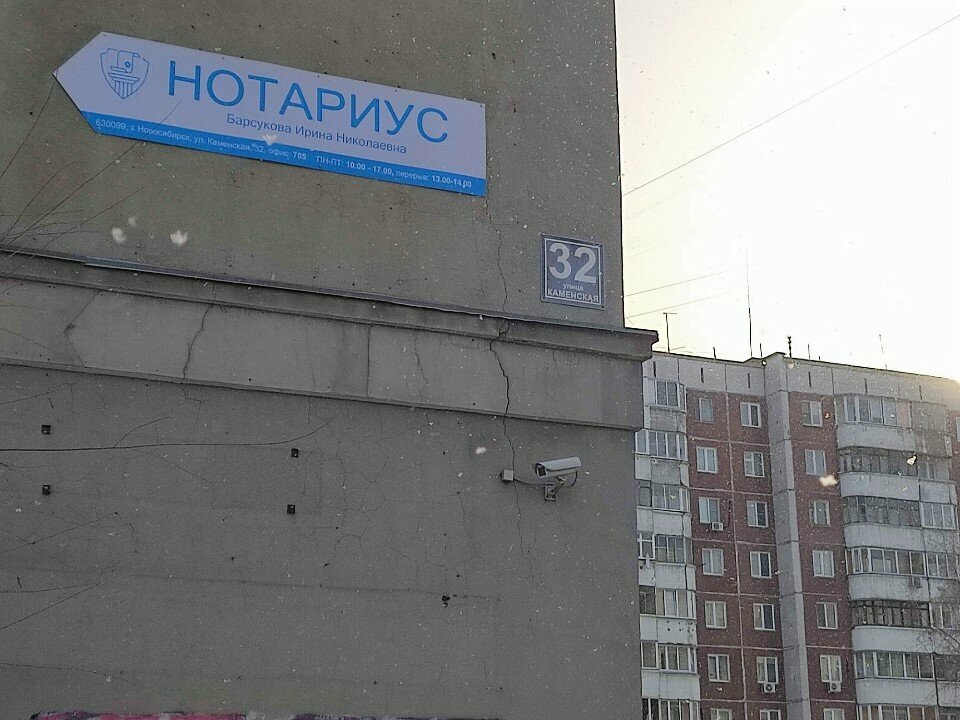 НОТАРИУС
Барсукова Ирина Николаевна
630099, г. Новосибирск, ул. Каменская, 32, офис: 705 ПН-ПТ: 10.00 - 17.00, перерыв: 13.00-14.00
32
улица
КАМЕНСКАЯ